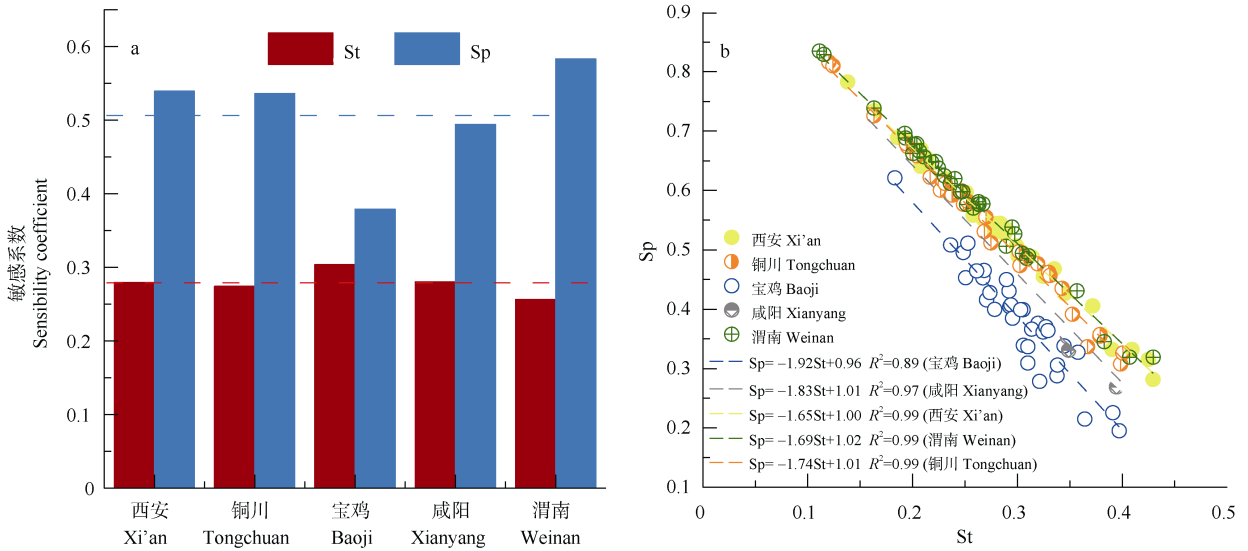 a
St
Sp
敏感系数
Sensibility coefficient
0.6
0.5
0.4
0.3
0.2
0.1
0
西安
Xi’an
铜川
Tongchuan
宝鸡
Baoji
咸阳
Xianyang
渭南
Weinan
b
Sp
0.9
0.8
0.7
0.6
0.5
0.4
0.3
0.2
0.1
西安 Xi’an
铜川 Tongchuan
宝鸡 Baoji
咸阳 Xianyang
渭南 Weinan
Sp= –1.92St+0.96 R²=0.89 (宝鸡 Baoji)
Sp= –1.83St+1.01 R²=0.97 (咸阳 Xianyang)
Sp= –1.65St+1.00 R²=0.99 (西安 Xi’an)
Sp= –1.69St+1.02 R²=0.99 (渭南 Weinan)
Sp= –1.74St+1.01 R²=0.99 (铜川 Tongchuan)
0 0.1 0.2 0.3 0.4 0.5
St